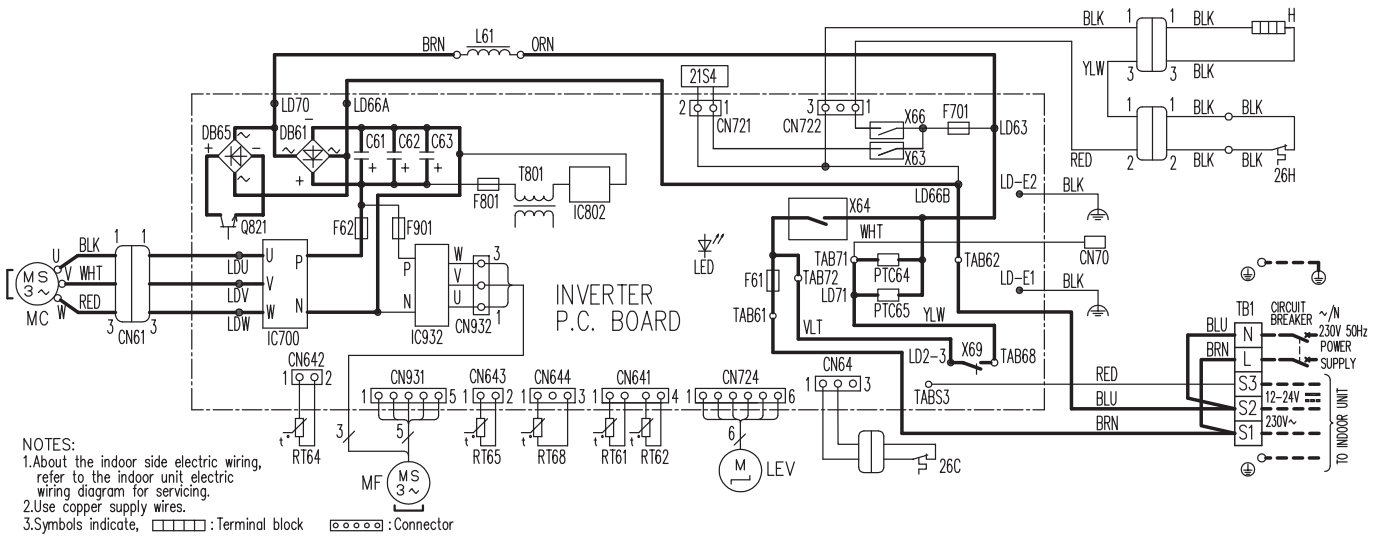 BLK 1 1 BLK H
BRN L61 ORN
YLW 3 3 BLK
21S4
2 1 CN721
3 1 CN722
X66 F701
X63
LD63
LD70 LD66A
DB65 DB61 C61 C62 C63
+ ~ - ~ - ~ + ~ + + +
1 1 BLK BLK
RED 2 2 BLK BLK
26H
F801 T801 IC802
LD66B
LD-E2 BLK
Q821
F62 F901
X64
WHT
CN70
U BLK 1 1
MS 3~ V WHT
W RED 3 3
MC CN61
LDU U P
LDV V
LDW W N
IC700
P W 3
V
N U 1
IC932 CN932
LED
INVERTER
P.C. BOARD
TAB71 PTC64 TAB62
F61 TAB72
LD71 PTC65
LD-E1 BLK
TAB61 YLW
VLT
LD2-3 X69 TAB68
TB1 CIRCUIT BREAKER ~/N
BLU N 230V 50Hz
POWER
BRN L SUPPLY
RED S3
12-24V
BLU S2
230V~
BRN S1
TO INDOOR UNIT
TABS3
CN642
1 2
CN931
1 5
CN643
1 2
CN644
1 3
CN641
1 4
CN724
1 6
CN64
1 3
t° RT64
3
5
t° RT65
t° RT68
t° RT61
t° RT62
6
M LEV
26C
MF MS 3~
NOTES:
1.About the indoor side electric wiring,
refer to the indoor unit electric
wiring diagram for servicing.
2.Use copper supply wires.
3.Symbols indicate, :Terminal block :Connector